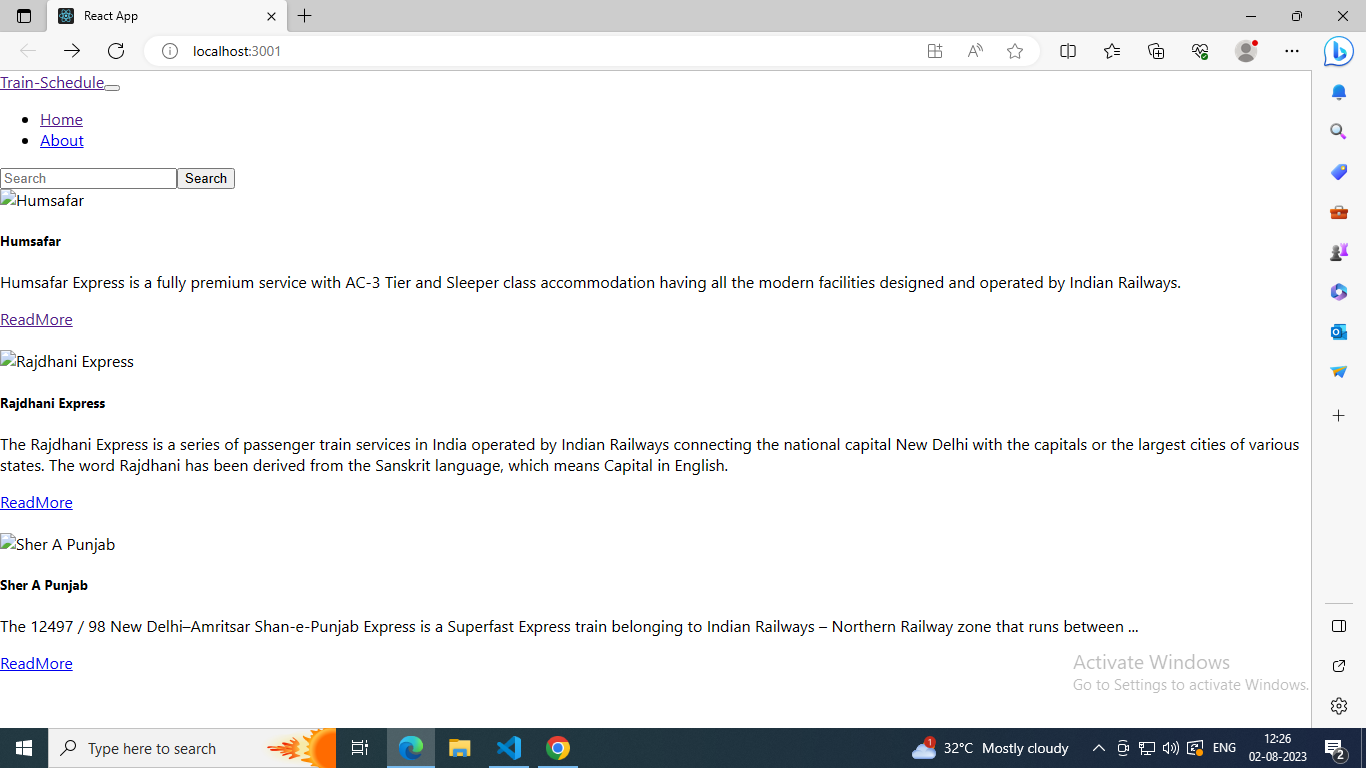 React App
localhost:3001
Train-Schedule
Home
About
Search Search
Humsafar
Humsafar
Humsafar Express is a fully premium service with AC-3 Tier and Sleeper class accommodation having all the modern facilities designed and operated by Indian Railways.
ReadMore
Rajdhani Express
Rajdhani Express
The Rajdhani Express is a series of passenger train services in India operated by Indian Railways connecting the national capital New Delhi with the capitals or the largest cities of various
states. The word Rajdhani has been derived from the Sanskrit language, which means Capital in English.
ReadMore
Sher A Punjab
Sher A Punjab
The 12497 / 98 New Delhi–Amritsar Shan-e-Punjab Express is a Superfast Express train belonging to Indian Railways – Northern Railway zone that runs between ...
ReadMore
Activate Windows
Go to Settings to activate Windows.
Type here to search
1
32°C Mostly cloudy
ENG
12:26
02-08-2023
2